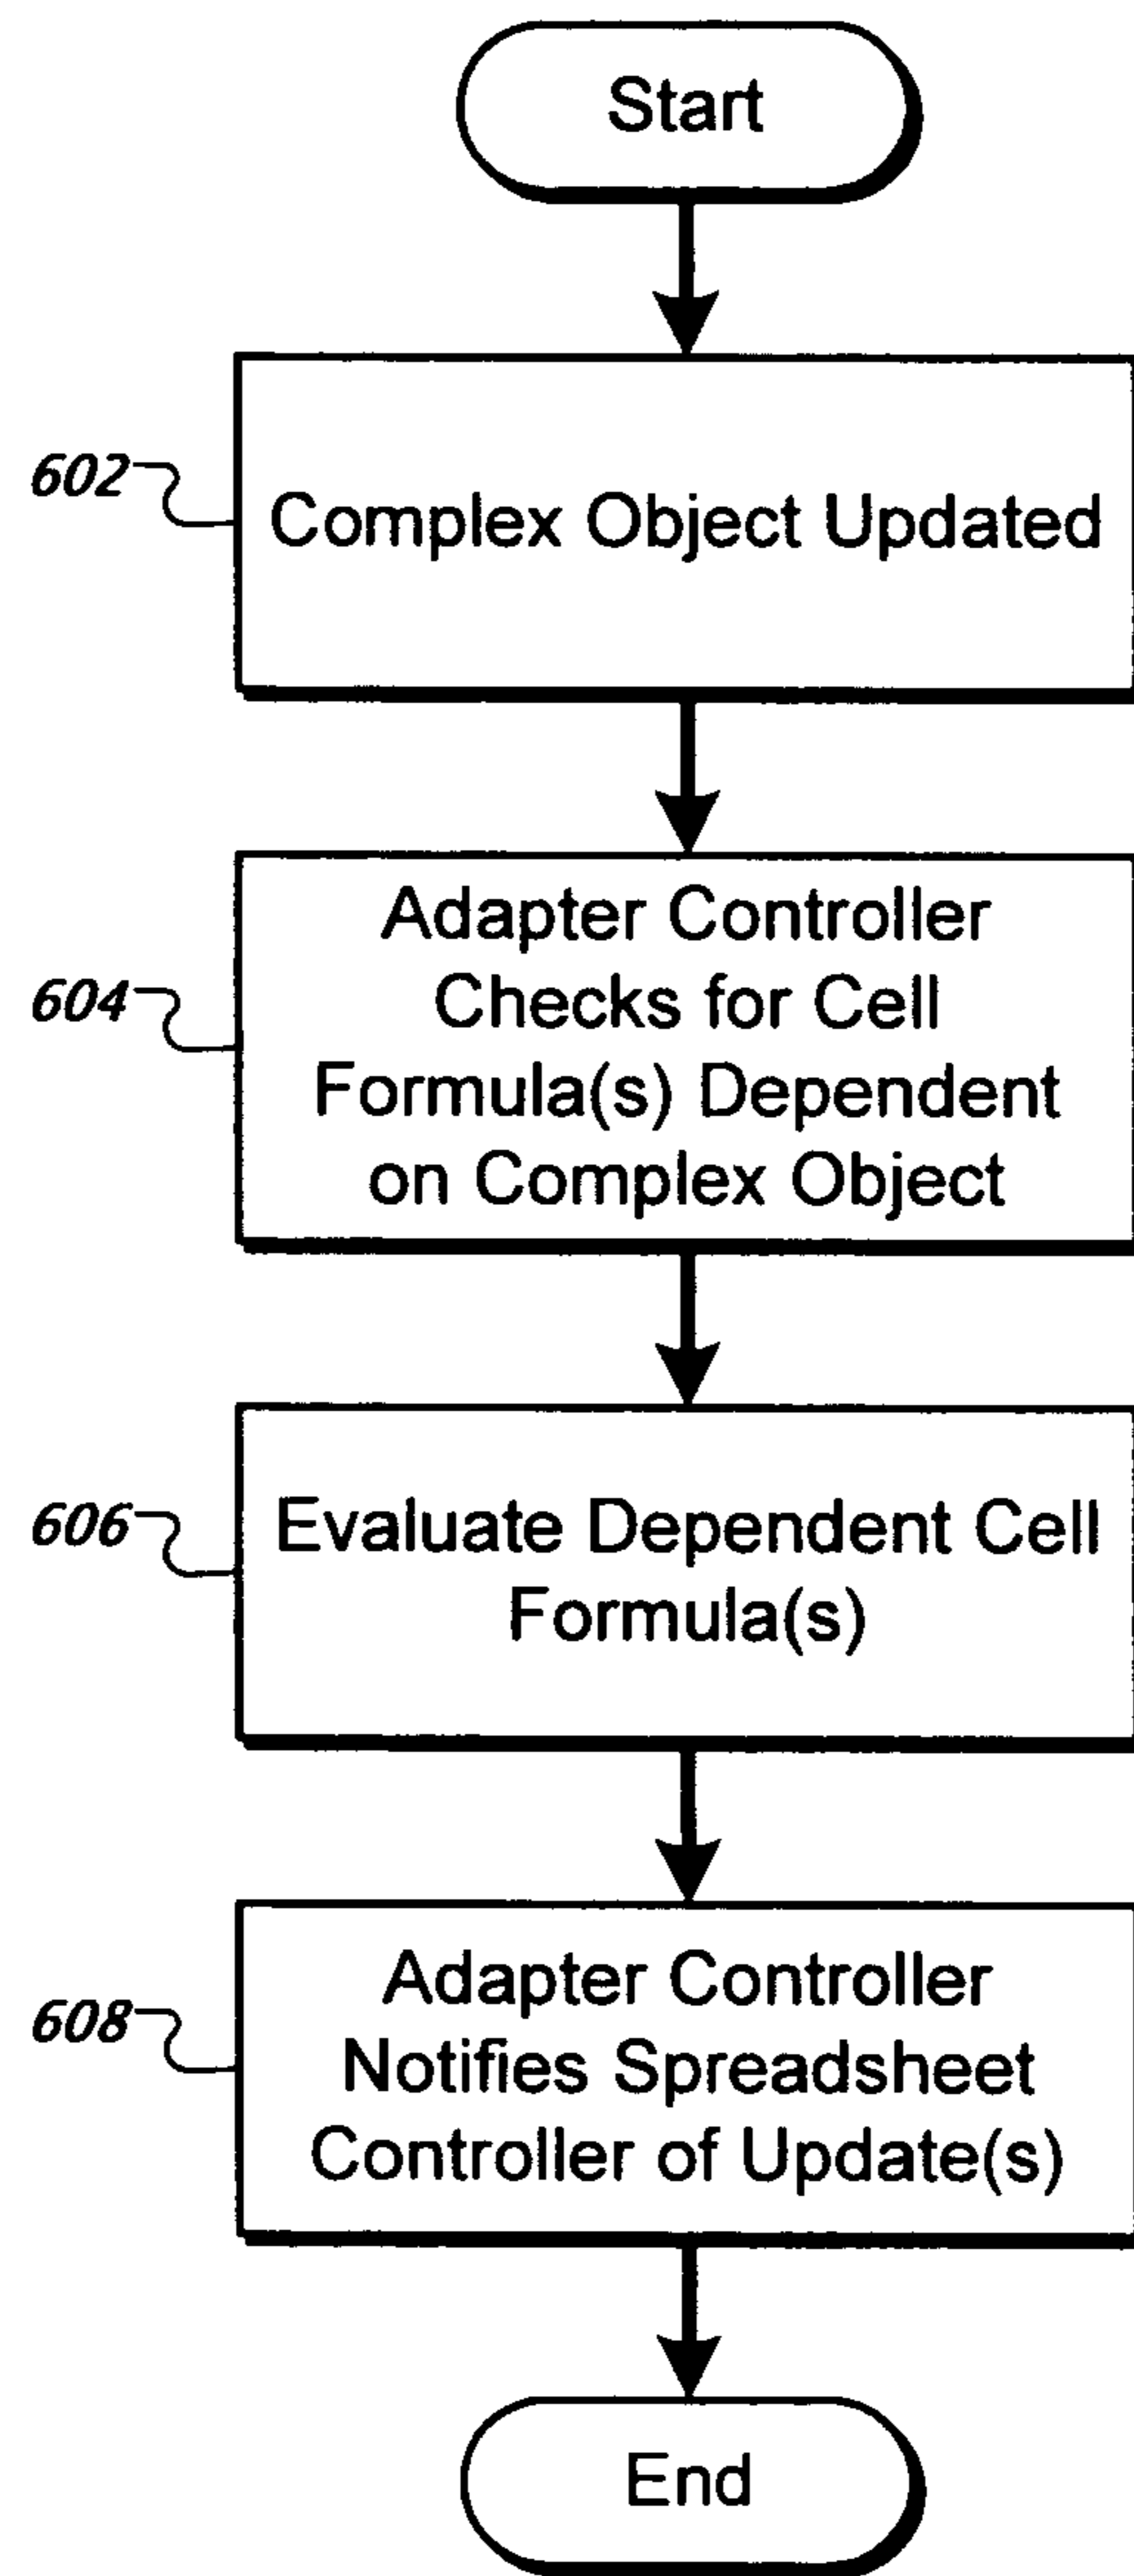 Start
602
Complex Object Updated
604
Adapter Controller
Checks for Cell
Formula(s) Dependent
on Complex Object
606
Evaluate Dependent Cell
Formula(s)
608
Adapter Controller
Notifies Spreadsheet
Controller of Update(s)
End